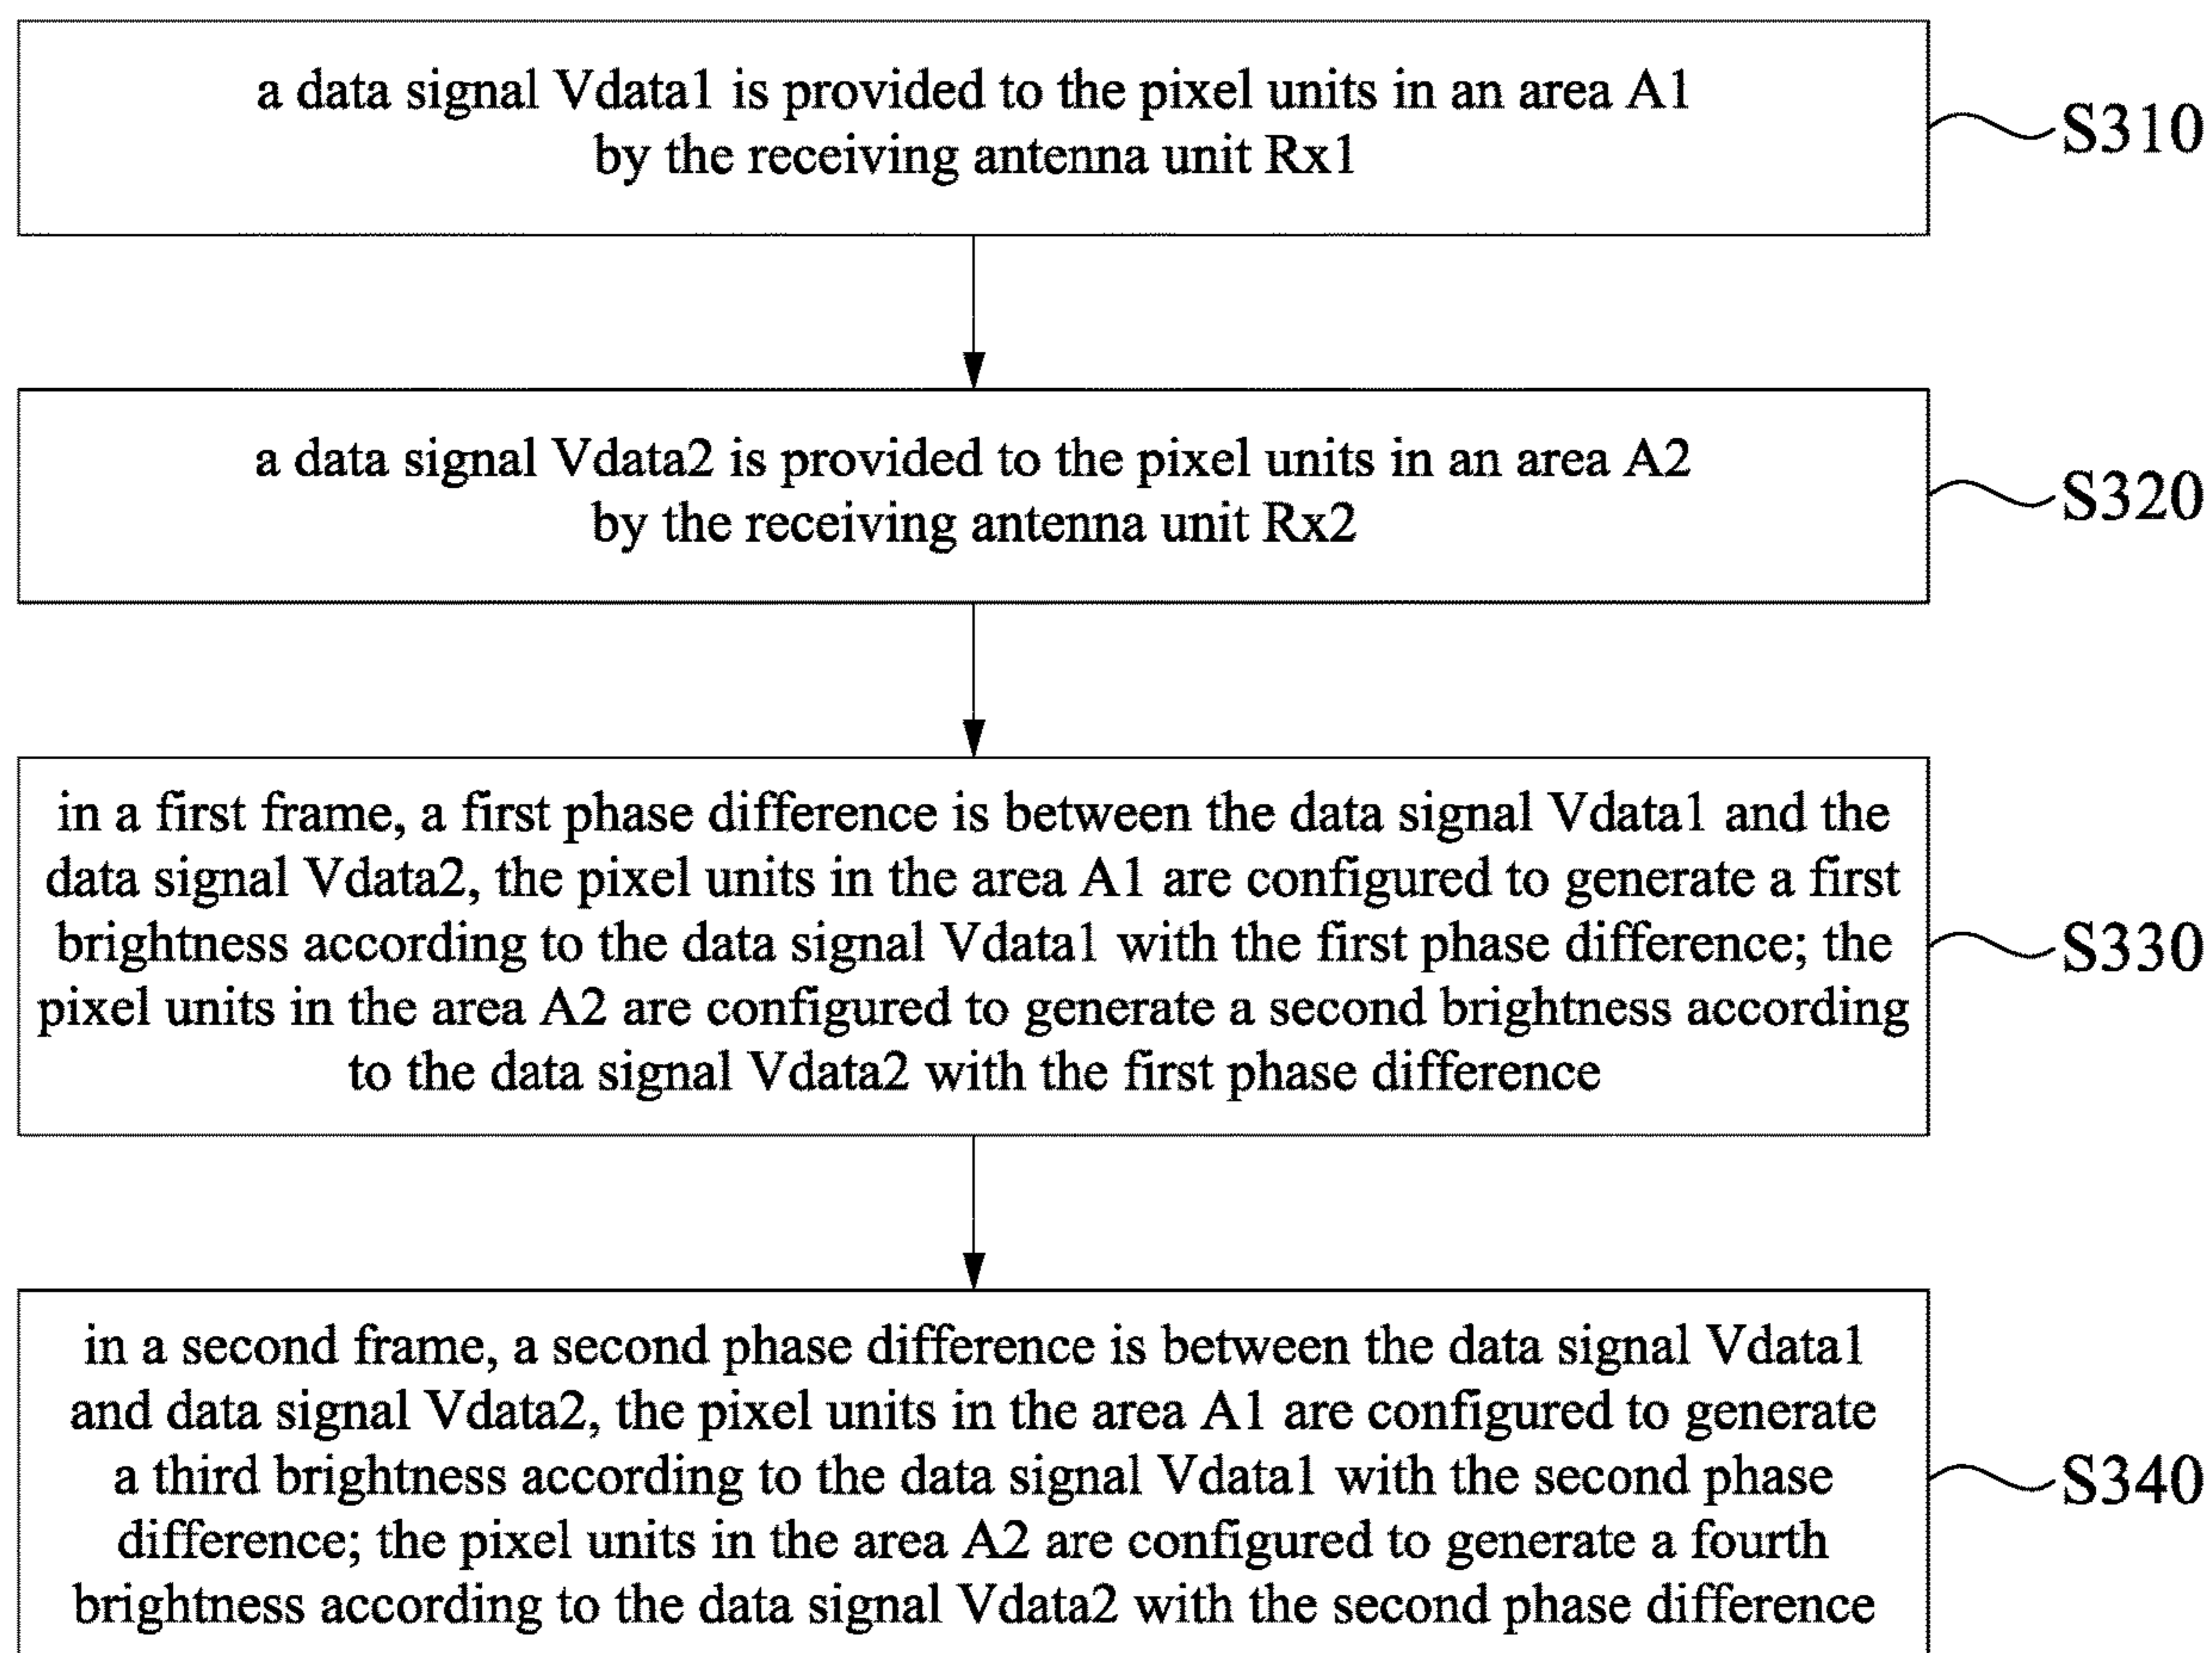 a data signal Vdata1 is provided to the pixel units in an area A1
by the receiving antenna unit Rx1
S310
a data signal Vdata2 is provided to the pixel units in an area A2
by the receiving antenna unit Rx2
S320
in a first frame, a first phase difference is between the data signal Vdata1 and the
data signal Vdata2, the pixel units in the area A1 are configured to generate a first
brightness according to the data signal Vdata1 with the first phase difference; the
pixel units in the area A2 are configured to generate a second brightness according
to the data signal Vdata2 with the first phase difference
S330
in a second frame, a second phase difference is between the data signal Vdata1
and data signal Vdata2, the pixel units in the area A1 are configured to generate
a third brightness according to the data signal Vdata1 with the second phase
difference; the pixel units in the area A2 are configured to generate a fourth
brightness according to the data signal Vdata2 with the second phase difference
S340